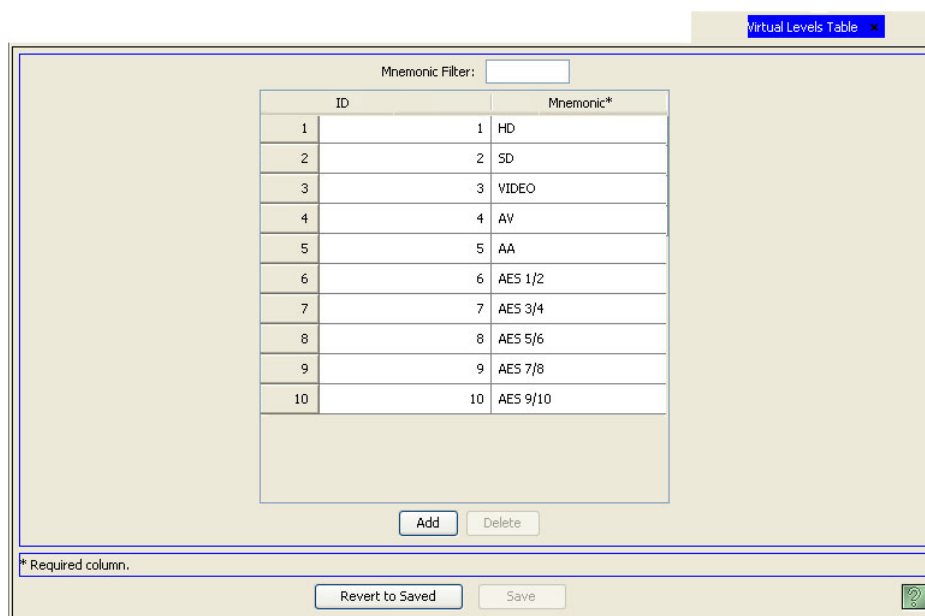 Virtual Levels Table ×
Mnemonic Filter:
ID Mnemonic*
1 1 HD
2 2 SD
3 3 VIDEO
4 4 AV
5 5 AA
6 6 AES 1/2
7 7 AES 3/4
8 8 AES 5/6
9 9 AES 7/8
10 10 AES 9/10
Add Delete
* Required column.
Revert to Saved Save ?